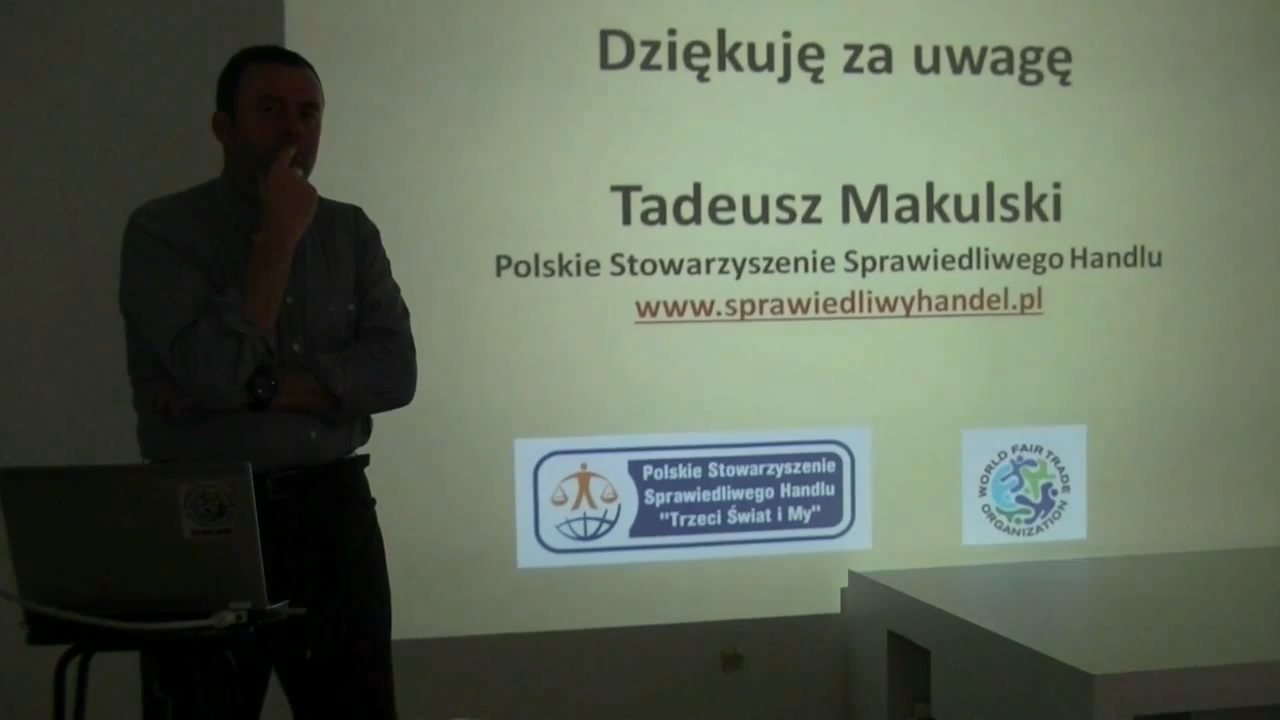 Dziękuję za uwagę
Tadeusz Makulski
Polskie Stowarzyszenie Sprawiedliwego Handlu
www.sprawiedliwyhandel.pl
Polskie Stowarzyszenie
Sprawiedliwego Handlu
"Trzeci Świat i My"
WORLD FAIR TRADE
ORGANIZATION